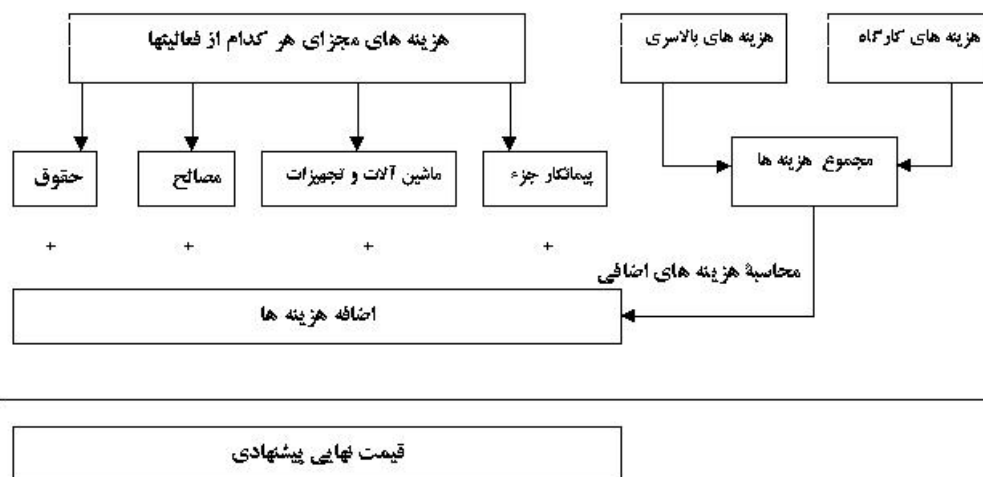 هزینه های کارگاه
هزینه های بالاسری
هزینه های مجزای هر کدام از فعالیتها
مجموع هزینه ها
پیمانکار جزء
ماشین آلات و تجهیزات
مصالح
حقوق
+ + + +
محاسبهٔ هزینه های اضافی
اضافه هزینه ها
قیمت نهایی پیشنهادی